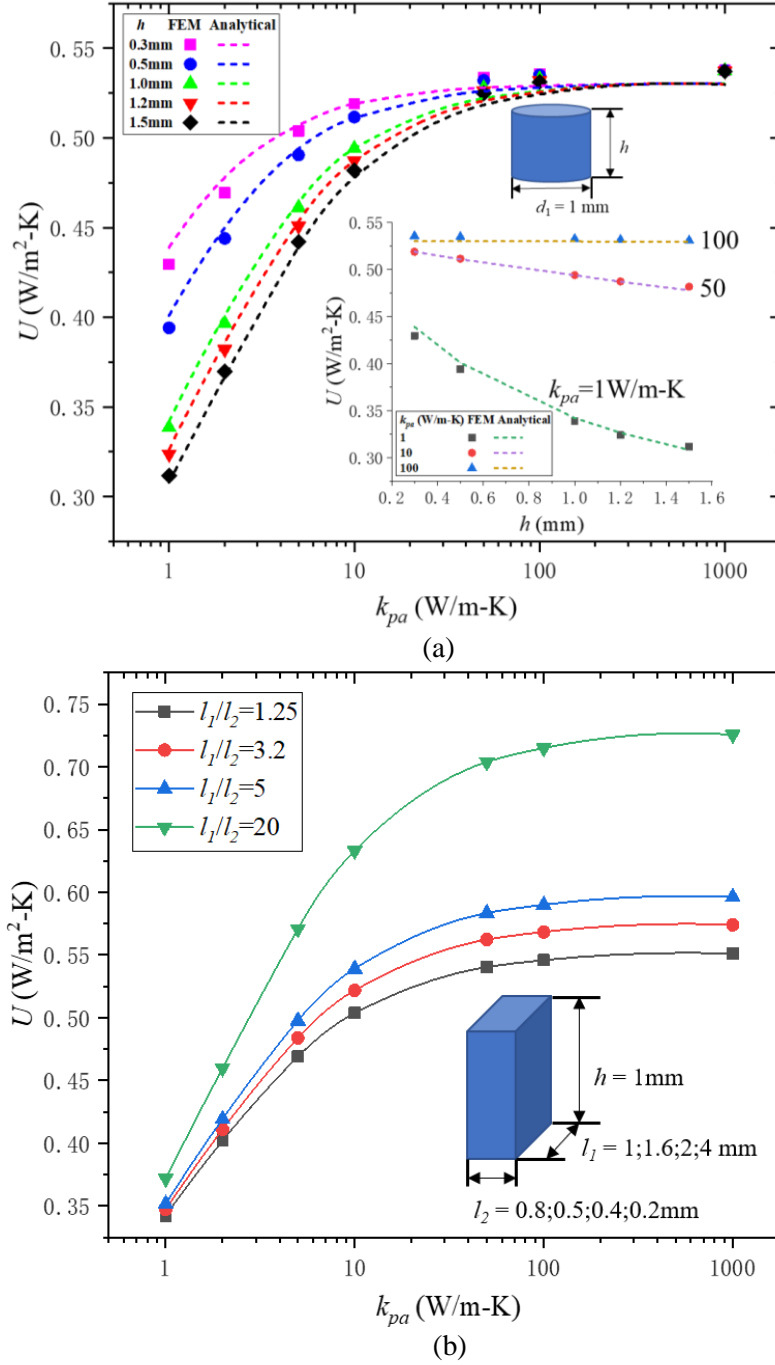 h FEM Analytical
0.3mm
0.5mm
1.0mm
1.2mm
1.5mm
0.55
0.50
0.45
0.40
0.35
0.30
U (W/m²-K)
h
d₁ = 1 mm
0.55
0.50
0.45
0.40
0.35
0.30
U (W/m²-K)
100
50
kₚₐ=1W/m-K
kₚₐ (W/m-K) FEM Analytical
1
10
100
0.2 0.4 0.6 0.8 1.0 1.2 1.4 1.6
h (mm)
1 10 100 1000
kₚₐ (W/m-K)
(a)
l₁/l₂=1.25
l₁/l₂=3.2
l₁/l₂=5
l₁/l₂=20
0.75
0.70
0.65
0.60
0.55
0.50
0.45
0.40
0.35
U (W/m²-K)
h = 1mm
l₁ = 1;1.6;2;4 mm
l₂ = 0.8;0.5;0.4;0.2mm
1 10 100 1000
kₚₐ (W/m-K)
(b)